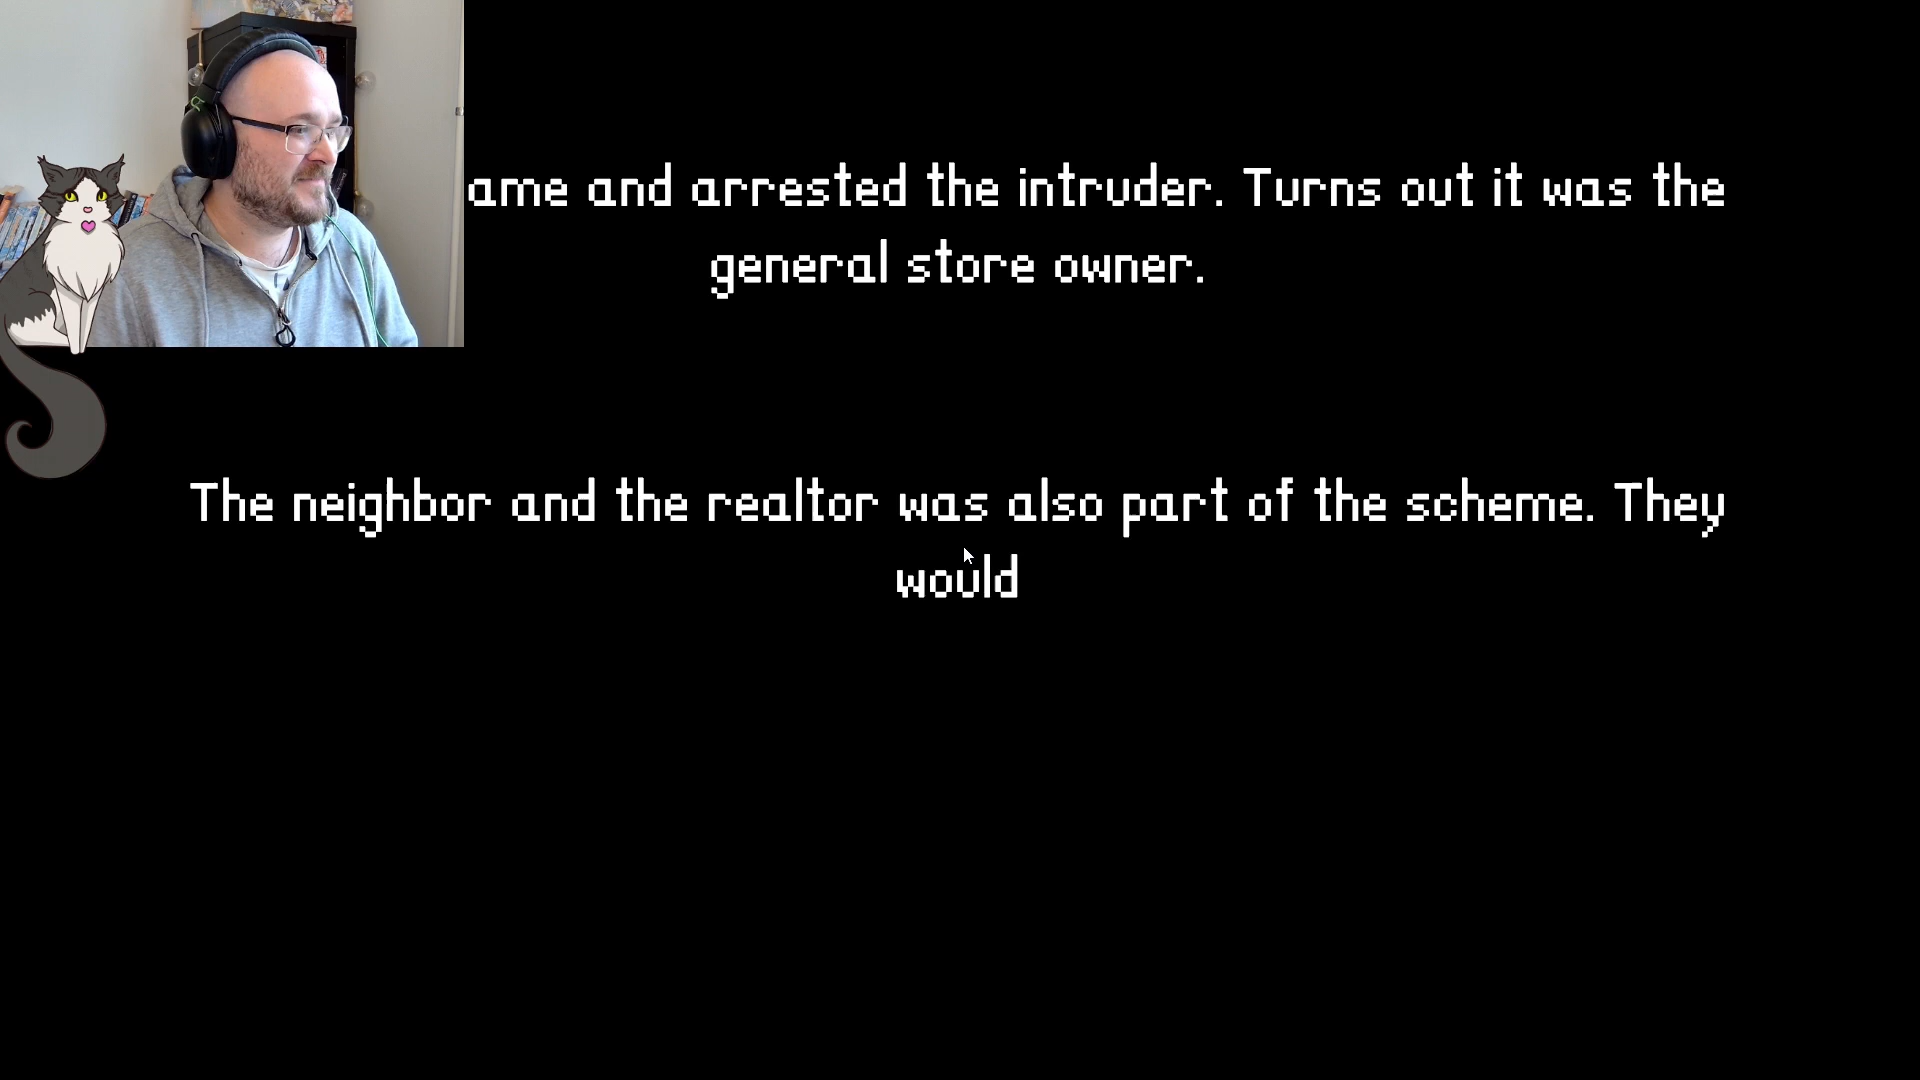 ame and arrested the intruder. Turns out it was the
general store owner.
The neighbor and the realtor was also part of the scheme. They
would